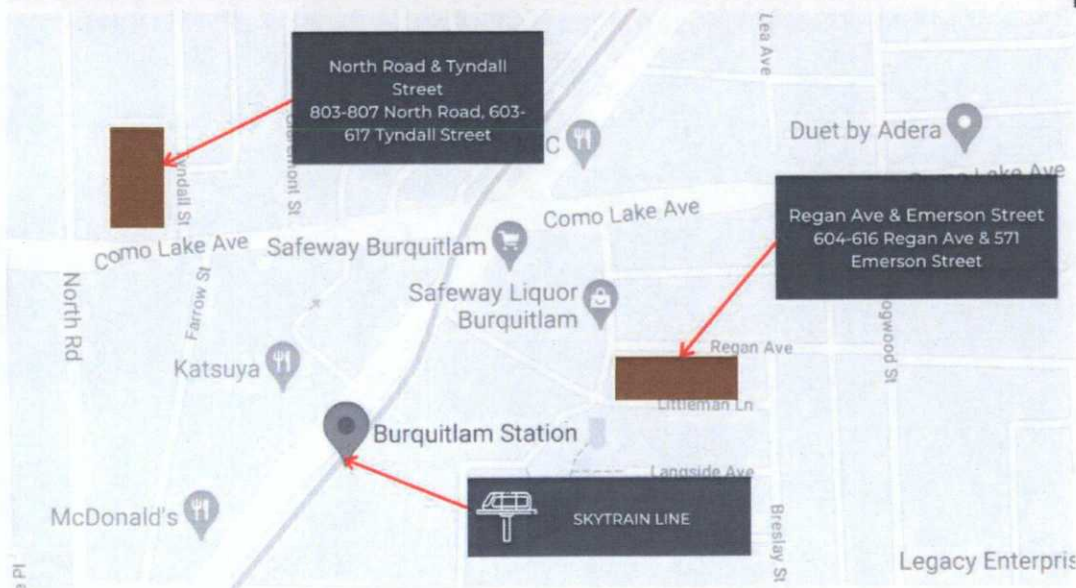 North Road & Tyndall
Street
803-807 North Road, 603-
617 Tyndall Street
Lea Ave
Duet by Adera
Como Lake Ave
Regan Ave & Emerson Street
604-616 Regan Ave & 571
Emerson Street
Como Lake Ave
Como Lake Ave
Safeway Burquitlam
North Rd
Farrow St
Safeway Liquor
Burquitlam
Regan Ave
Katsuya
Littleman Ln
Burquitlam Station
Langside Ave
SKYTRAIN LINE
McDonald's
Breslay St
Legacy Enterpris